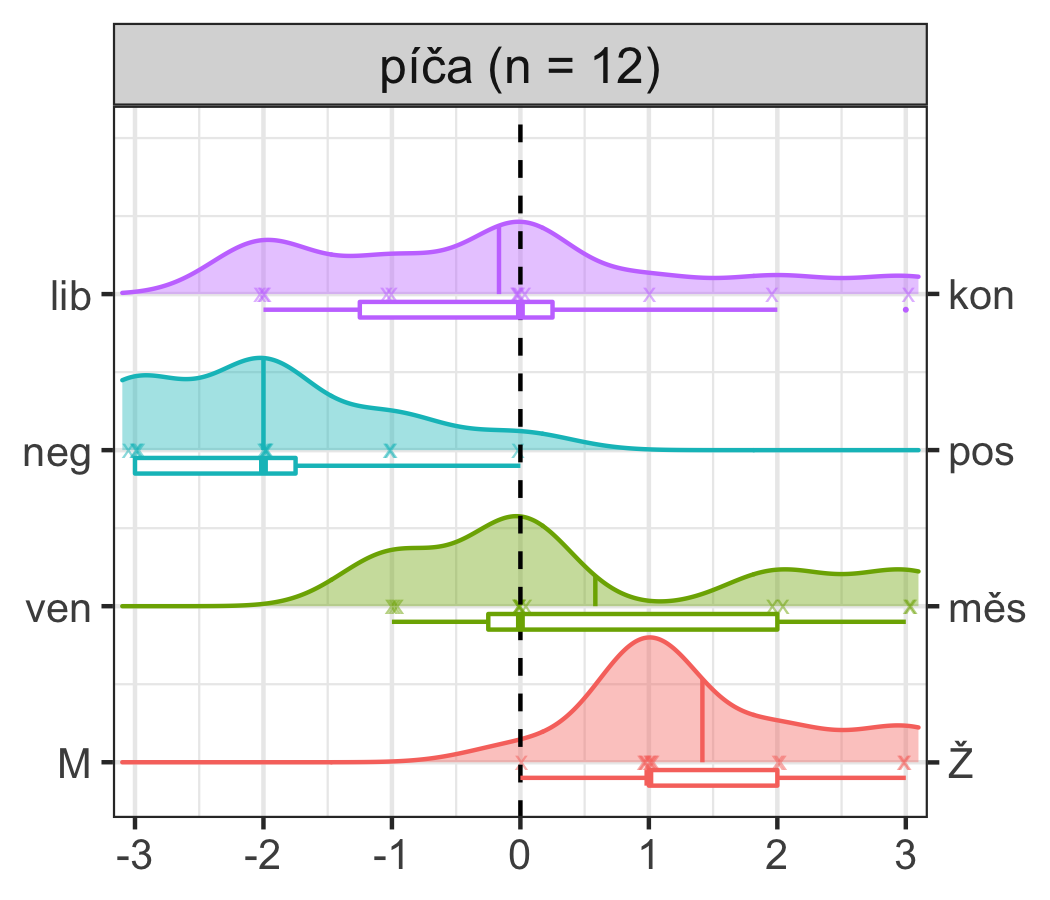 píča (n = 12)
lib kon
neg pos
ven měs
M Ž
-3 -2 -1 0 1 2 3